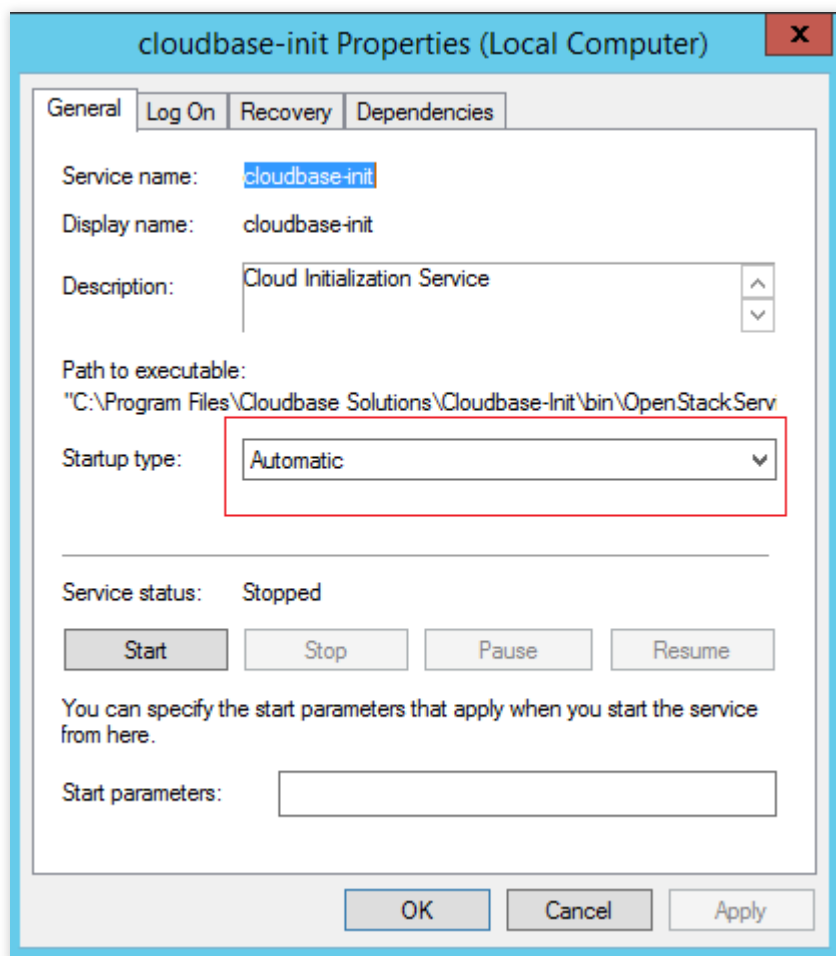 cloudbase-init Properties (Local Computer)
x
General Log On Recovery Dependencies
Service name: cloudbase-init
Display name: cloudbase-init
Description: Cloud Initialization Service
Path to executable:
"C:\Program Files\Cloudbase Solutions\Cloudbase-Init\bin\OpenStackServi
Startup type: Automatic
Service status: Stopped
Start Stop Pause Resume
You can specify the start parameters that apply when you start the service
from here.
Start parameters:
OK Cancel Apply